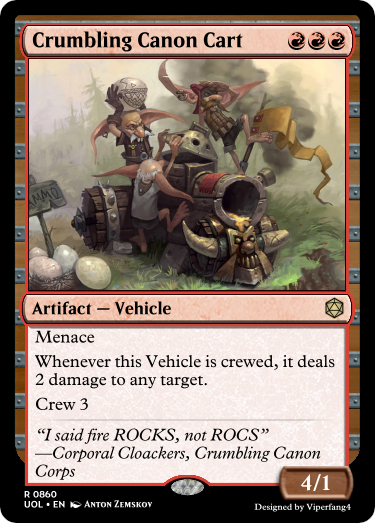 Crumbling Canon Cart
AMMO
Artifact — Vehicle
Menace
Whenever this Vehicle is crewed, it deals
2 damage to any target.
Crew 3
“I said fire ROCKS, not ROCS”
—Corporal Cloackers, Crumbling Canon
Corps
4/1
R 0860
UOL • EN Anton Zemskov
Designed by Viperfang4